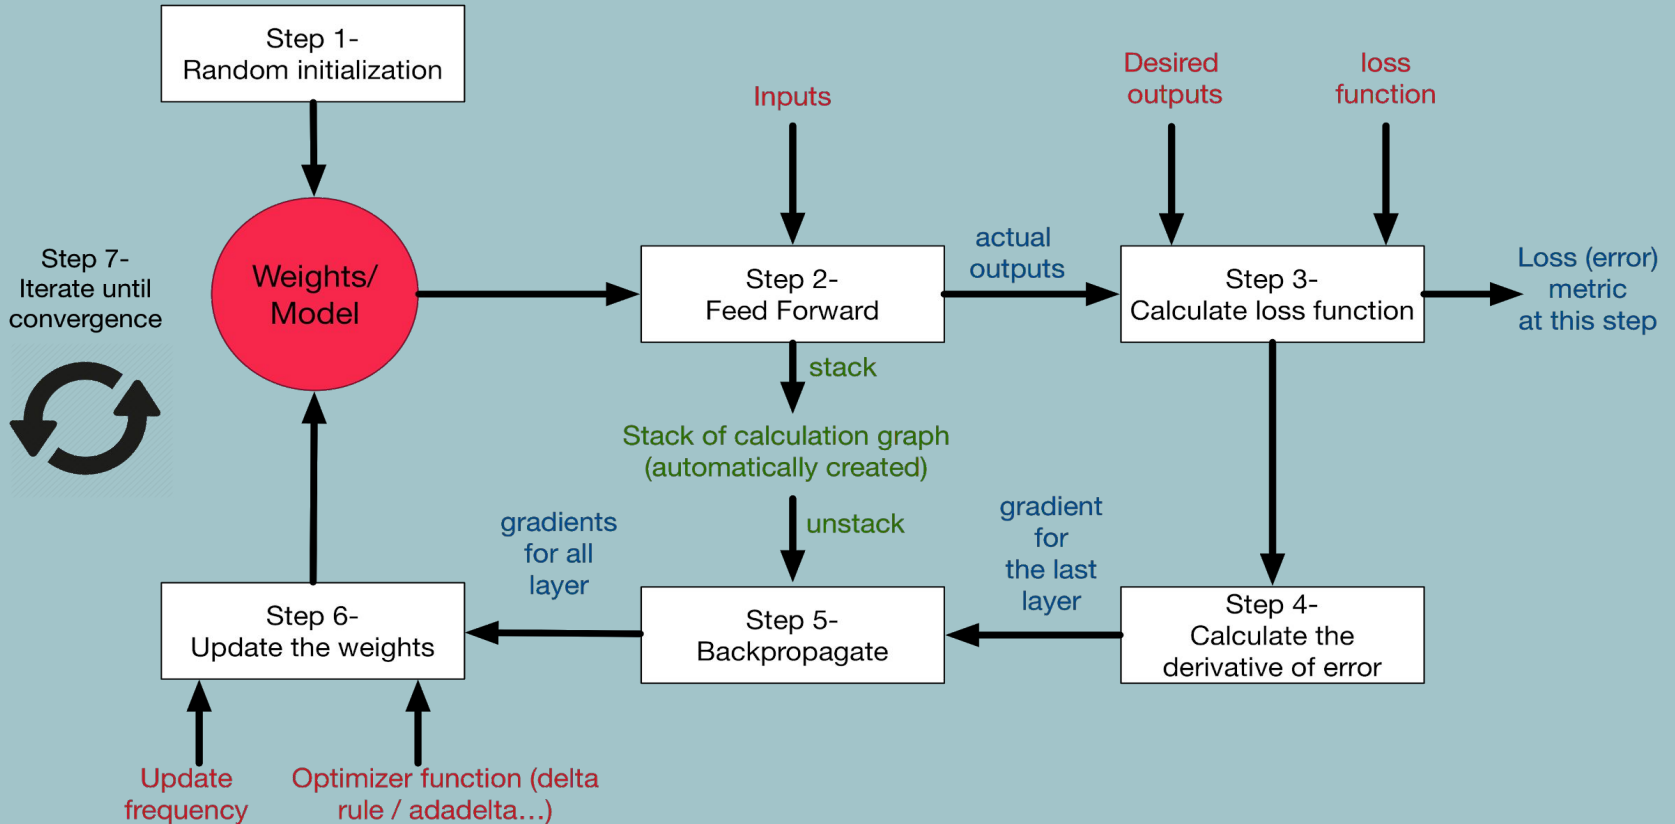 Step 1-
Random initialization
Inputs
Desired
outputs
loss
function
Step 7-
Iterate until
convergence
Weights/
Model
Step 2-
Feed Forward
actual
outputs
Step 3-
Calculate loss function
Loss (error)
metric
at this step
stack
Stack of calculation graph
(automatically created)
unstack
gradients
for all
layer
gradient
for
the last
layer
Step 6-
Update the weights
Step 5-
Backpropagate
Step 4-
Calculate the
derivative of error
Update
frequency
Optimizer function (delta
rule / adadelta...)